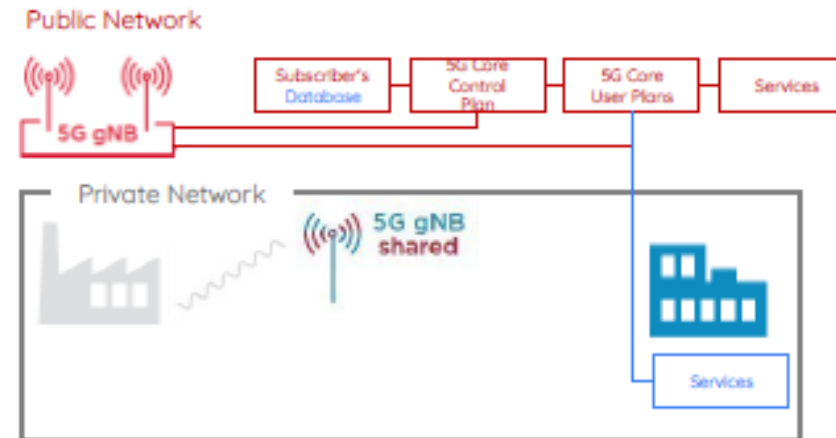 Public Network
Subscriber's
Database
5G Core
Control
Plan
5G Core
User Plans
Services
5G gNB
Private Network
5G gNB
shared
Services